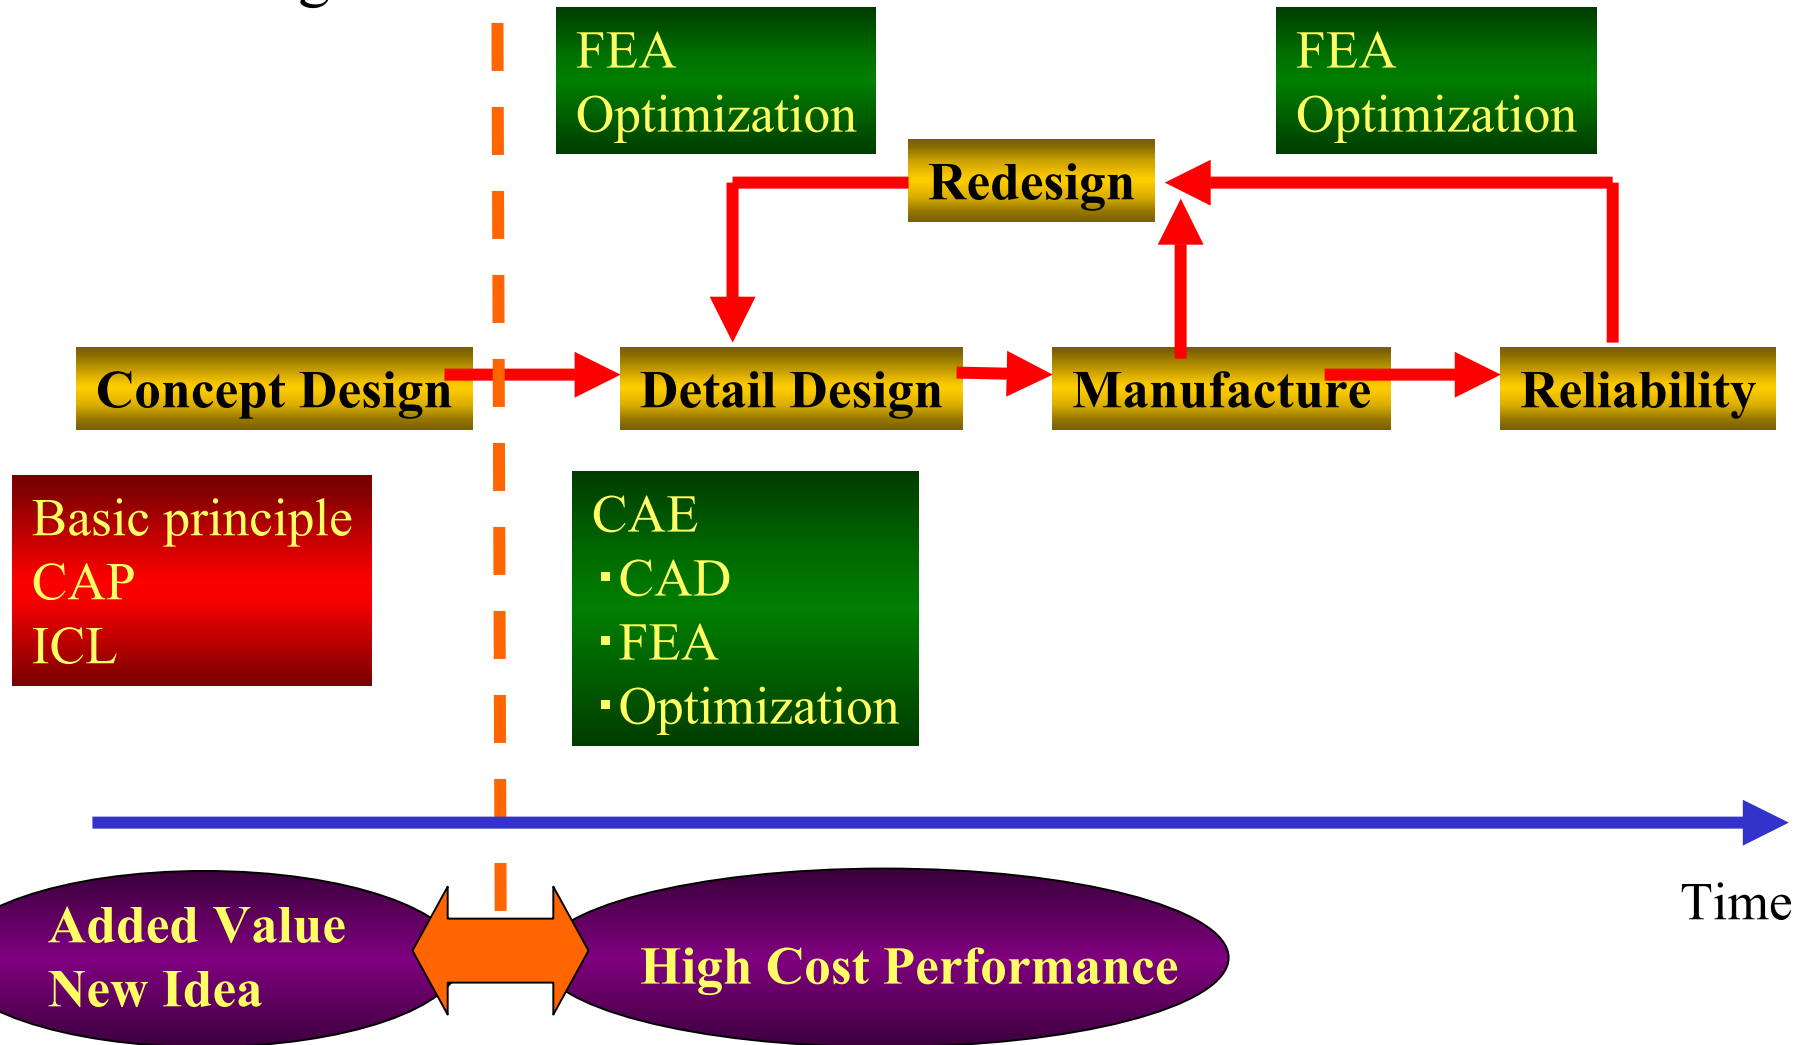 FEA
Optimization
FEA
Optimization
Redesign
Concept Design
Detail Design
Manufacture
Reliability
Basic principle
CAP
ICL
CAE
・CAD
・FEA
・Optimization
Time
Added Value
New Idea
High Cost Performance